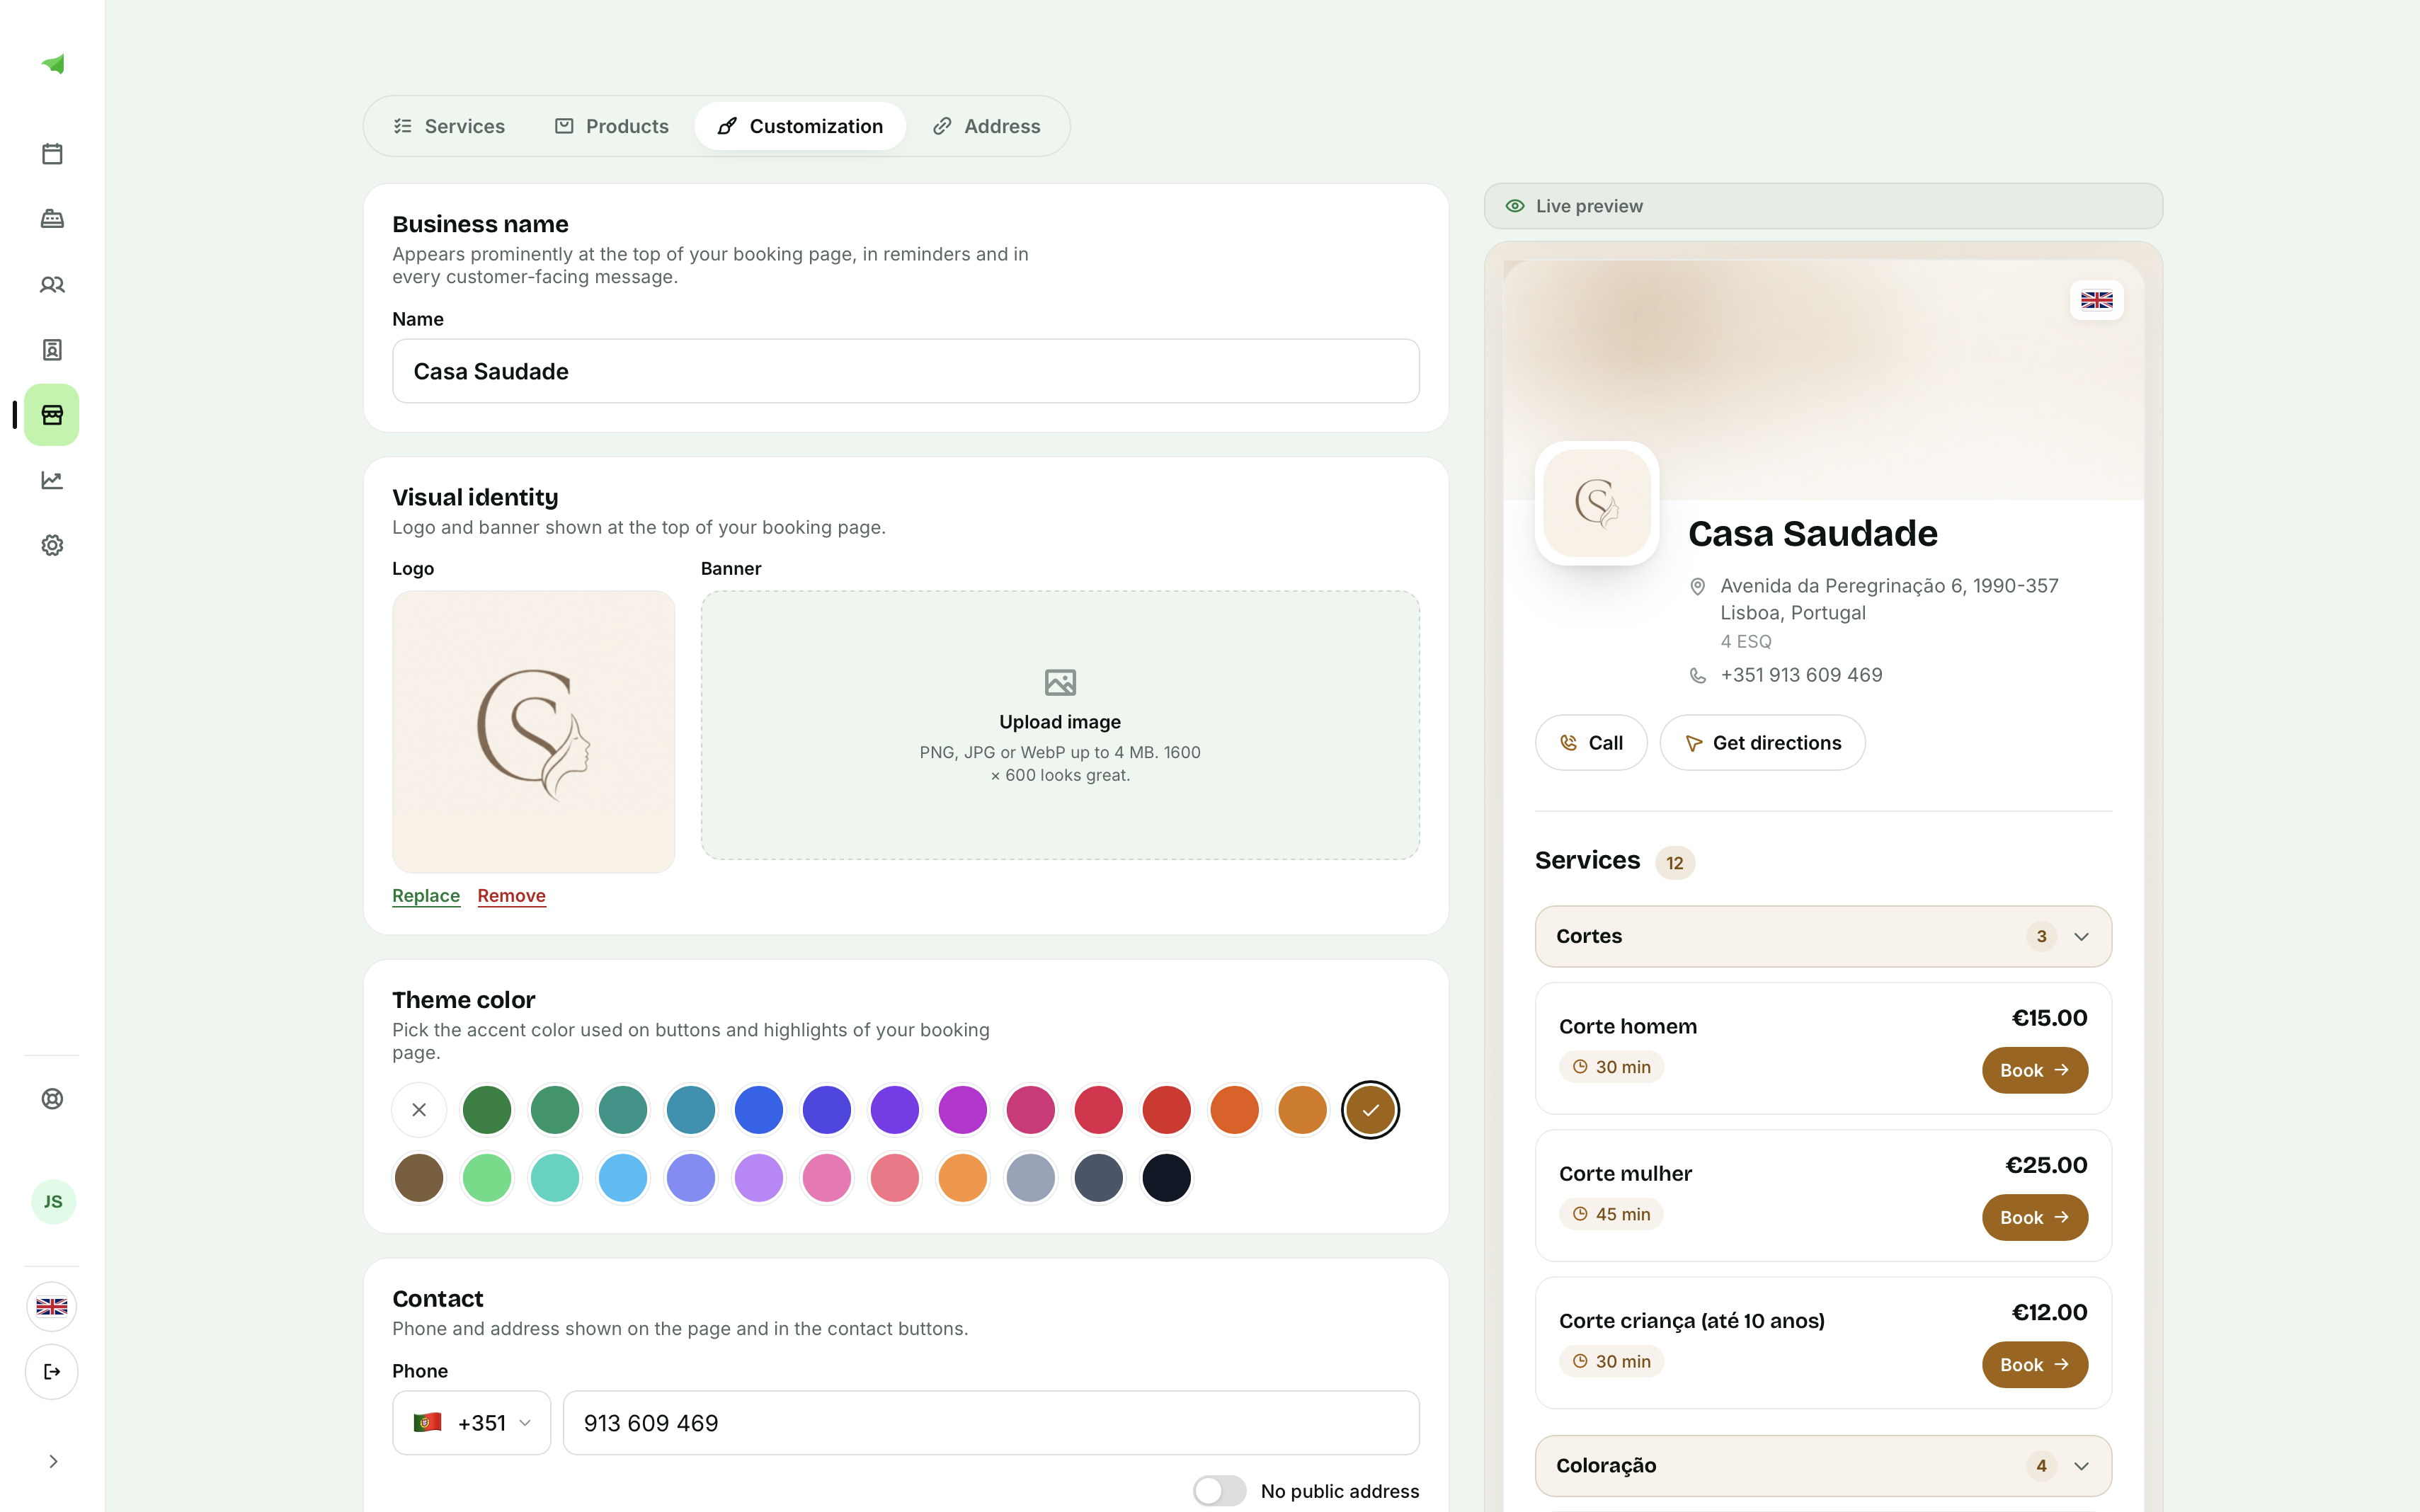 Services
Products
Customization
Address
Business name
Appears prominently at the top of your booking page, in reminders and in
every customer-facing message.
Name
Casa Saudade
Visual identity
Logo and banner shown at the top of your booking page.
Logo
Banner
CS
Upload image
PNG, JPG or WebP up to 4 MB. 1600
× 600 looks great.
Replace
Remove
Theme color
Pick the accent color used on buttons and highlights of your booking
page.
Contact
Phone and address shown on the page and in the contact buttons.
Phone
+351
913 609 469
No public address
JS
Live preview
CS
Casa Saudade
Avenida da Peregrinação 6, 1990-357
Lisboa, Portugal
4 ESQ
+351 913 609 469
Call
Get directions
Services 12
Cortes 3
Corte homem
€15.00
30 min
Book
Corte mulher
€25.00
45 min
Book
Corte criança (até 10 anos)
€12.00
30 min
Book
Coloração 4